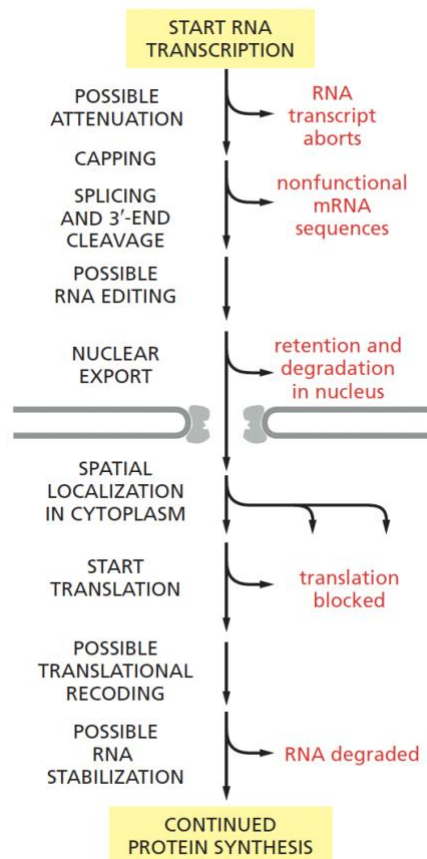 START RNA
TRANSCRIPTION
POSSIBLE
ATTENUATION
RNA
transcript
aborts
CAPPING
SPLICING
AND 3′-END
CLEAVAGE
nonfunctional
mRNA
sequences
POSSIBLE
RNA EDITING
NUCLEAR
EXPORT
retention and
degradation
in nucleus
SPATIAL
LOCALIZATION
IN CYTOPLASM
START
TRANSLATION
translation
blocked
POSSIBLE
TRANSLATIONAL
RECODING
POSSIBLE
RNA
STABILIZATION
RNA degraded
CONTINUED
PROTEIN SYNTHESIS